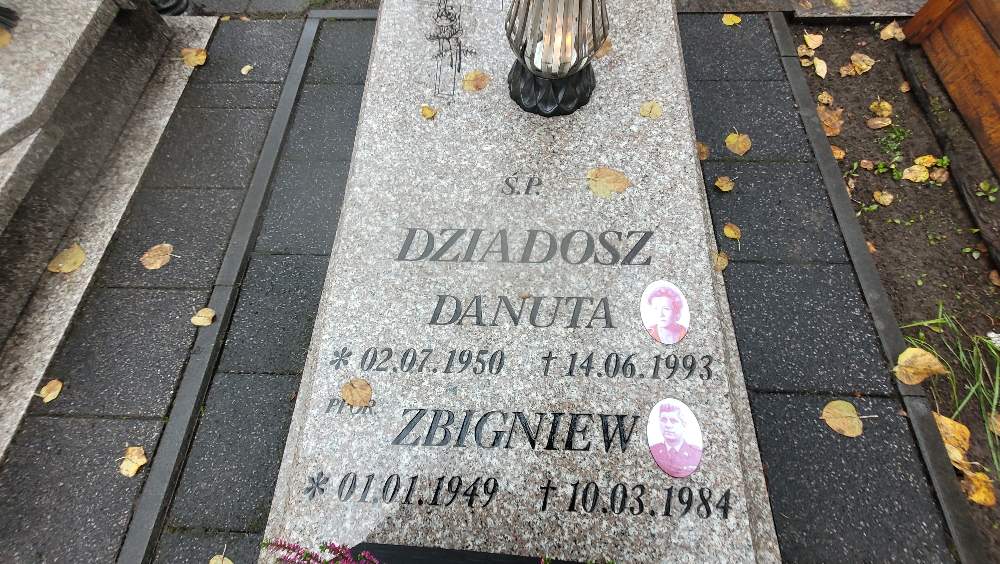 Ś.P.
DZIADOSZ
DANUTA
* 02.07.1950 † 14.06.1993
PPOR. ZBIGNIEW
* 01.01.1949 † 10.03.1984